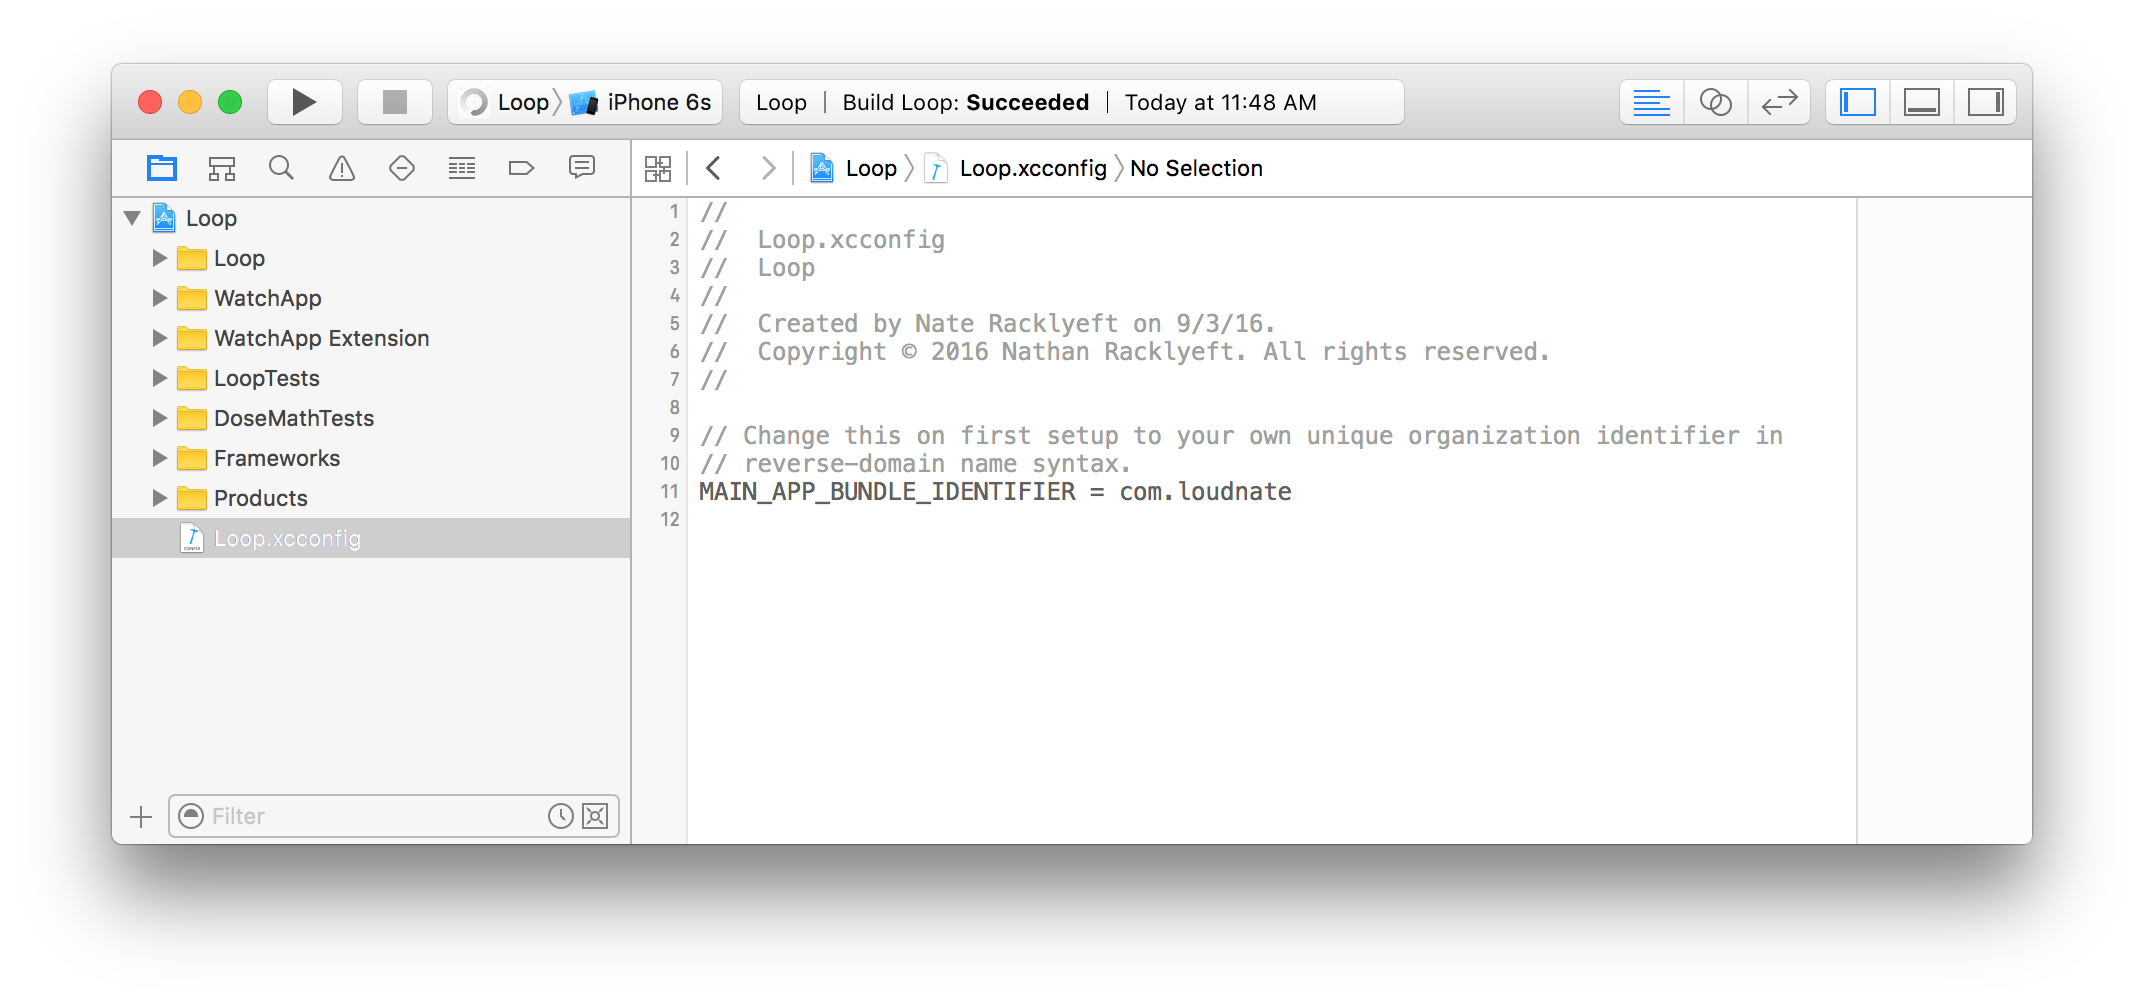 Loop iPhone 6s
Loop | Build Loop: Succeeded | Today at 11:48 AM
Loop Loop.xcconfig No Selection
Loop
Loop
WatchApp
WatchApp Extension
LoopTests
DoseMathTests
Frameworks
Products
Loop.xcconfig
Filter
1 //
2 //  Loop.xcconfig
3 //  Loop
4 //
5 //  Created by Nate Racklyeft on 9/3/16.
6 //  Copyright © 2016 Nathan Racklyeft. All rights reserved.
7 //
8
9 // Change this on first setup to your own unique organization identifier in
10 // reverse-domain name syntax.
11 MAIN_APP_BUNDLE_IDENTIFIER = com.loudnate
12